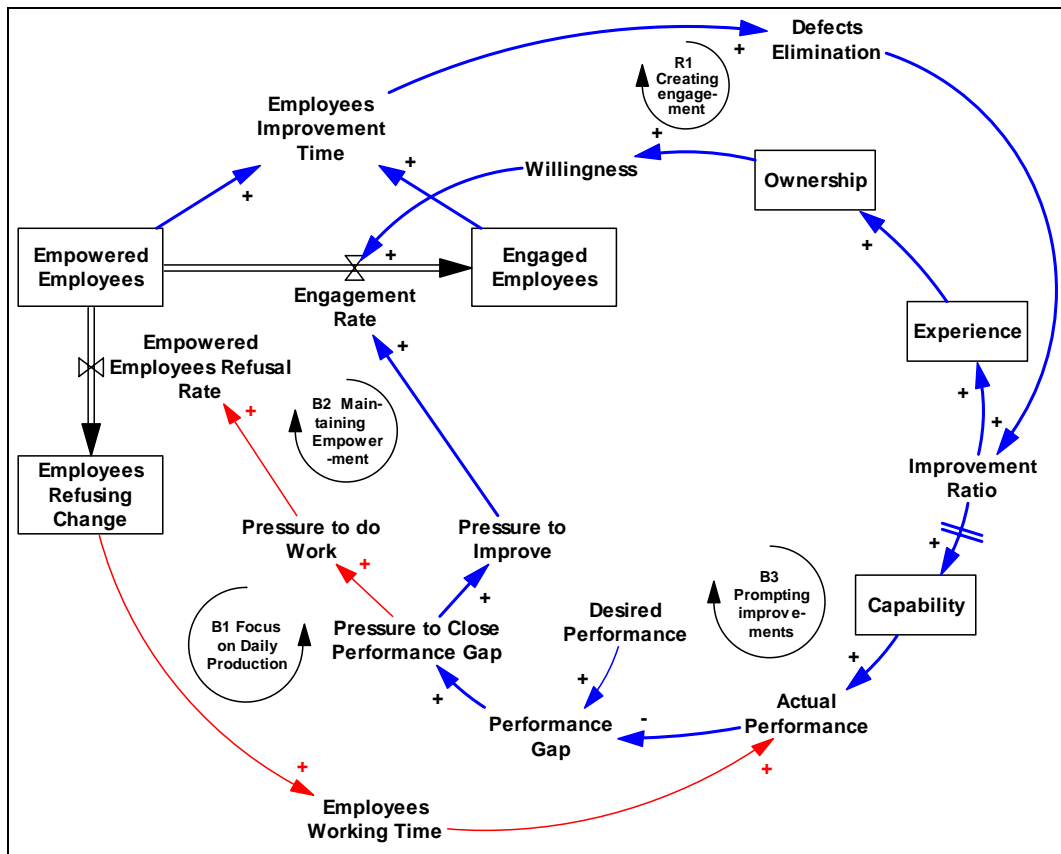 Defects
Elimination
+
R1
Creating
engage-
ment
Employees
Improvement
Time
+
+
+
Willingness
Ownership
+
Empowered
Employees
+
Engaged
Employees
Engagement
Rate
Experience
+
Empowered
Employees Refusal
Rate
+
+
+
B2 Main-
taining
Empower
-ment
Employees
Refusing
Change
Improvement
Ratio
Pressure to do
Work
Pressure to
Improve
+
+
+
B3
Prompting
improve-
ments
Capability
B1 Focus
on Daily
Production
Pressure to Close
Performance Gap
Desired
Performance
+
+
+
Performance
Gap
-
Actual
Performance
+
+
Employees
Working Time